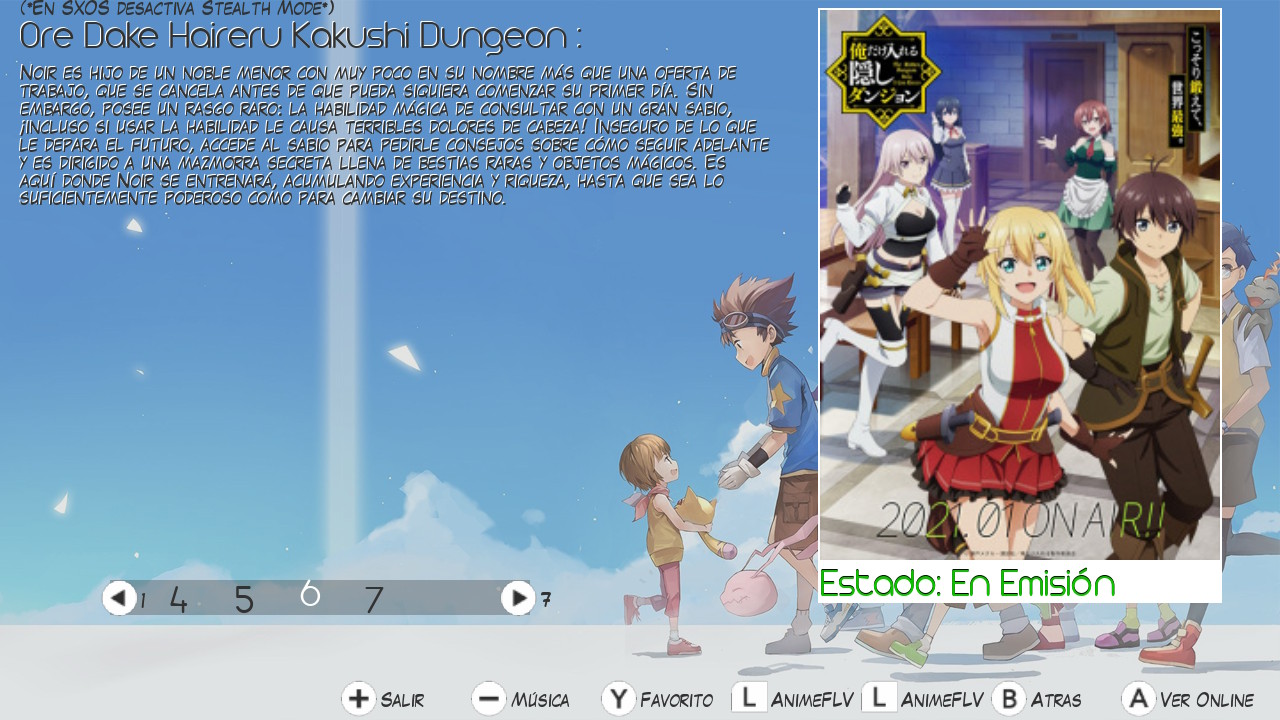 (*En SXOS desactiva Stealth Mode*)
Ore Dake Haireru Kakushi Dungeon :
Noir es hijo de un noble menor con muy poco en su nombre más que una oferta de
trabajo, que se cancela antes de que pueda siquiera comenzar su primer día. Sin
embargo, posee un rasgo raro: la habilidad mágica de consultar con un gran sabio,
¡incluso si usar la habilidad le causa terribles dolores de cabeza! Inseguro de lo que
le depara el futuro, accede al sabio para pedirle consejos sobre cómo seguir adelante
y es dirigido a una mazmorra secreta llena de bestias raras y objetos mágicos. Es
aquí donde Noir se entrenará, acumulando experiencia y riqueza, hasta que sea lo
suficientemente poderoso como para cambiar su destino.
俺だけ入れる
隠し
ダンジョン
こっそり鍛えて、
世界最強。
2021.01 ON AIR!!
Estado: En Emisión
1 4 5 6 7 7
+ Salir − Música Y Favorito L AnimeFLV L AnimeFLV B Atras A Ver Online